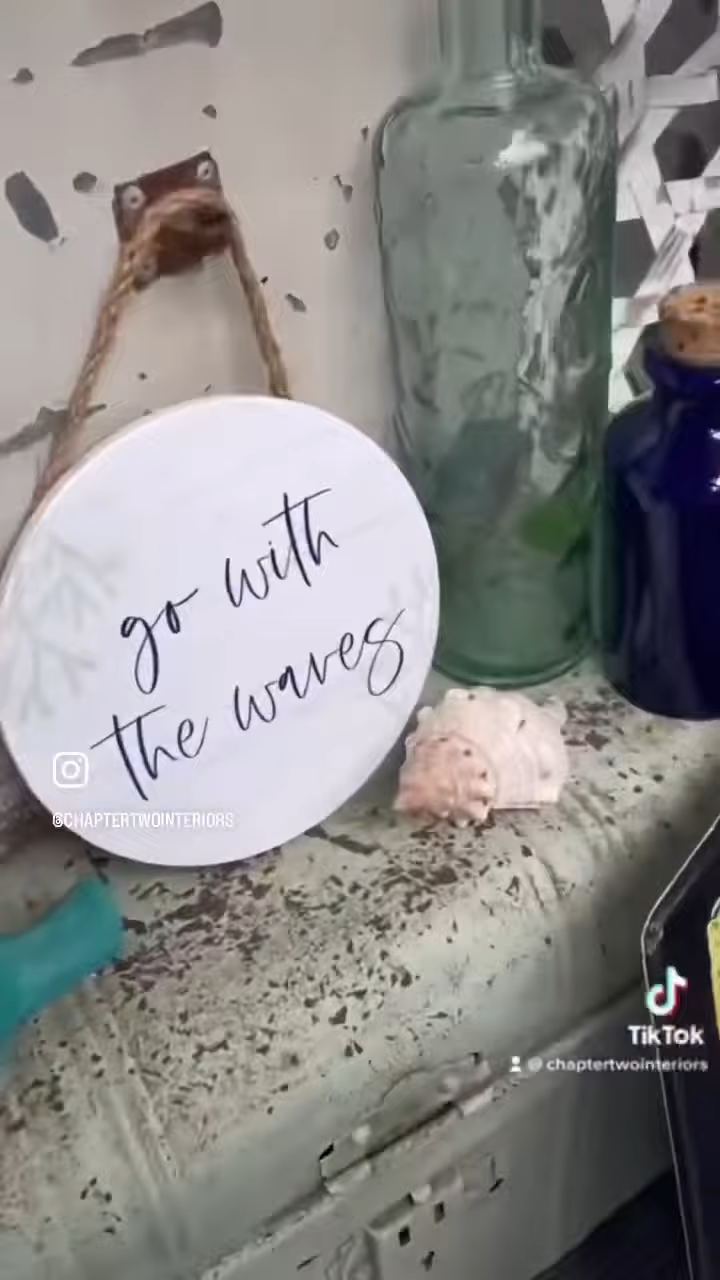 go with
the waves
@CHAPTERTWOINTERIORS
TikTok
@ chaptertwointeriors